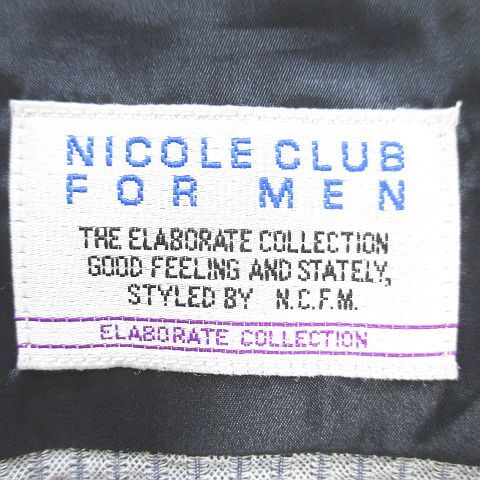 NICOLE CLUB
FOR MEN
THE ELABORATE COLLECTION
GOOD FEELING AND STATELY,
STYLED BY N.C.F.M.
ELABORATE COLLECTION